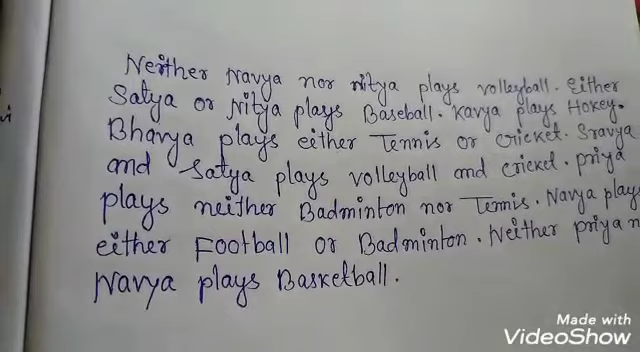 Neither Navya nor Nitya plays volleyball. Either
Satya or Nitya plays Baseball. Kavya plays Hokey.
Bhavya plays either Tennis or cricket. Sravya
and Satya plays volleyball and cricket. priya
plays neither Badminton nor Tennis. Navya plays
either Football or Badminton. Neither priya n
Navya plays Basketball.
Made with
VideoShow